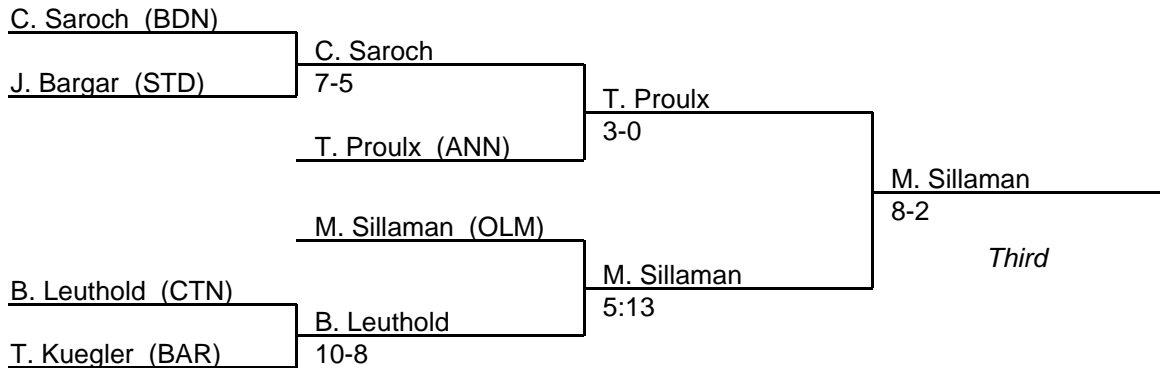 C. Saroch (BDN)
C. Saroch
J. Bargar (STD)
7-5
T. Proulx
3-0
T. Proulx (ANN)
M. Sillaman
8-2
M. Sillaman (OLM)
Third
M. Sillaman
B. Leuthold (CTN)
5:13
B. Leuthold
T. Kuegler (BAR)
10-8